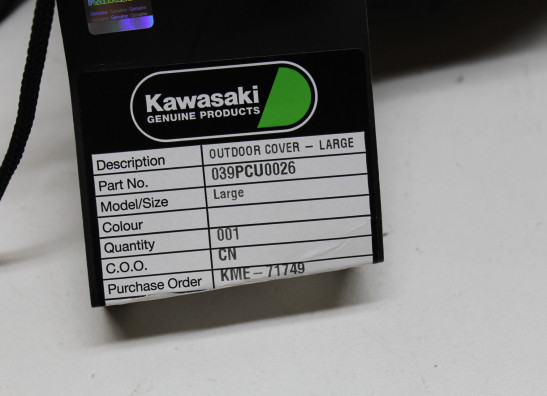 Kawasaki
GENUINE PRODUCTS
Description OUTDOOR COVER – LARGE
Part No. 039PCU0026
Model/Size Large
Colour
Quantity 001
C.O.O. CN
Purchase Order KME – 71749